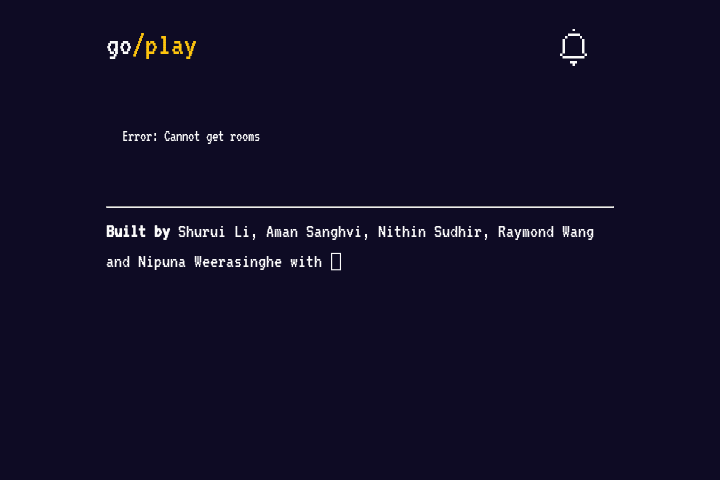 go/play
Error: Cannot get rooms
Built by Shurui Li, Aman Sanghvi, Nithin Sudhir, Raymond Wang
and Nipuna Weerasinghe with